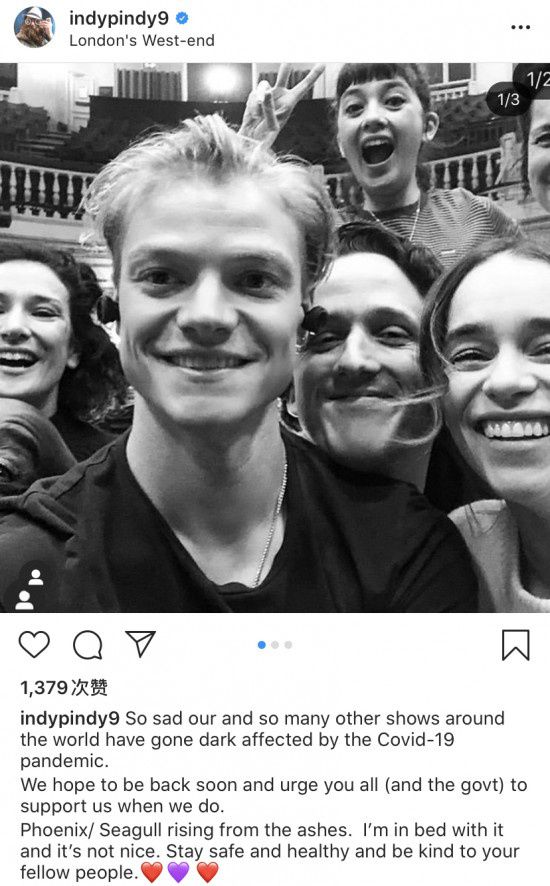 indypindy9
London's West-end
1/2
1/3
1,379次赞
indypindy9 So sad our and so many other shows around
the world have gone dark affected by the Covid-19
pandemic.
We hope to be back soon and urge you all (and the govt) to
support us when we do.
Phoenix/ Seagull rising from the ashes.  I’m in bed with it
and it’s not nice. Stay safe and healthy and be kind to your
fellow people.❤️💜❤️